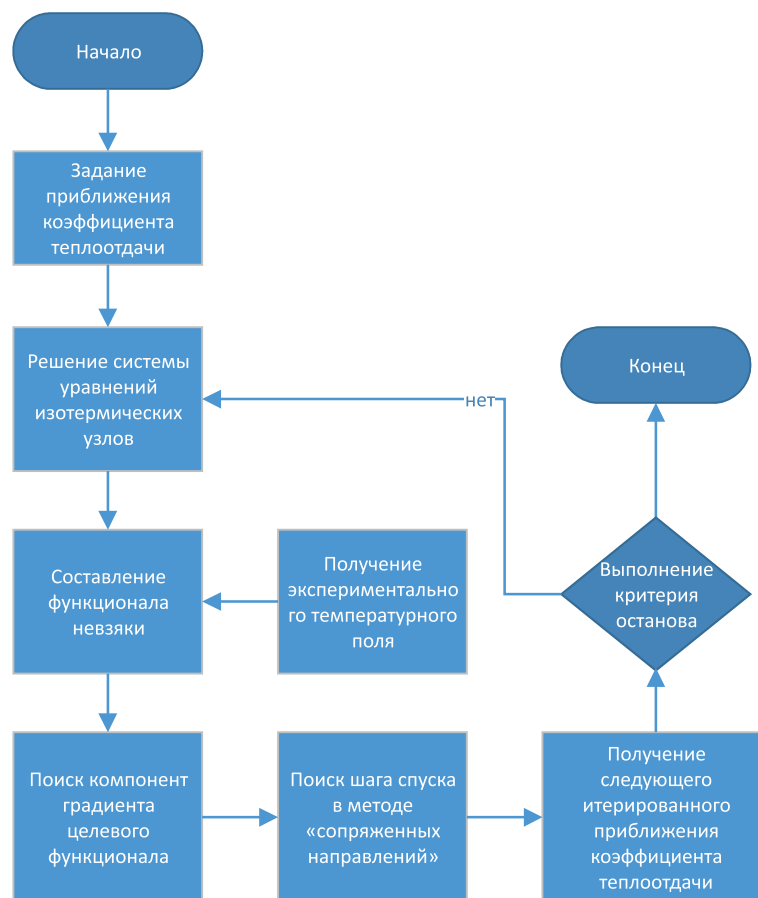 Начало
Задание
приближения
коэффициента
теплоотдачи
Решение системы
уравнений
изотермических
узлов
Конец
нет
Составление
функционала
невзяки
Получение
экспериментально
го температурного
поля
Выполнение
критерия
останова
Поиск компонент
градиента
целевого
функционала
Поиск шага спуска
в методе
«сопряженных
направлений»
Получение
следующего
итерированного
приближения
коэффициента
теплоотдачи